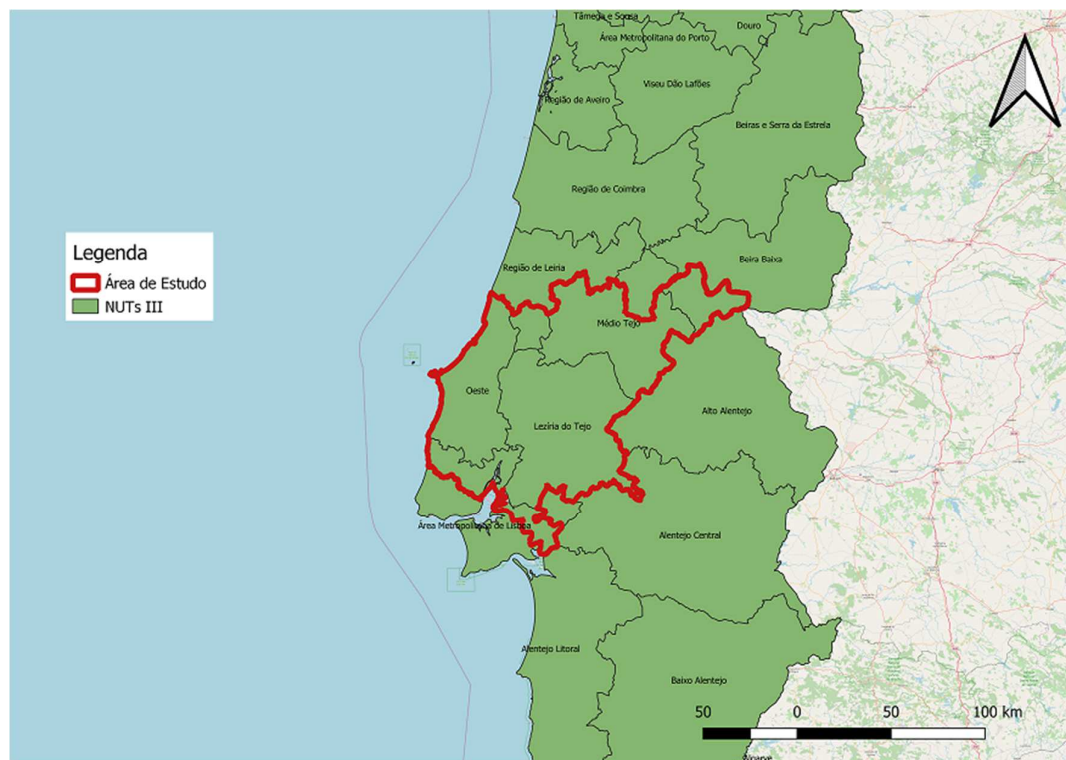 Tâmega e Sousa
Douro
Área Metropolitana do Porto
Viseu Dão Lafões
Região de Aveiro
Beiras e Serra da Estrela
Região de Coimbra
Legenda
Área de Estudo
NUTs III
Região de Leiria
Beira Baixa
Médio Tejo
Oeste
Alto Alentejo
Lezíria do Tejo
Área Metropolitana de Lisboa
Alentejo Central
Alentejo Litoral
Baixo Alentejo
50 0 50 100 km